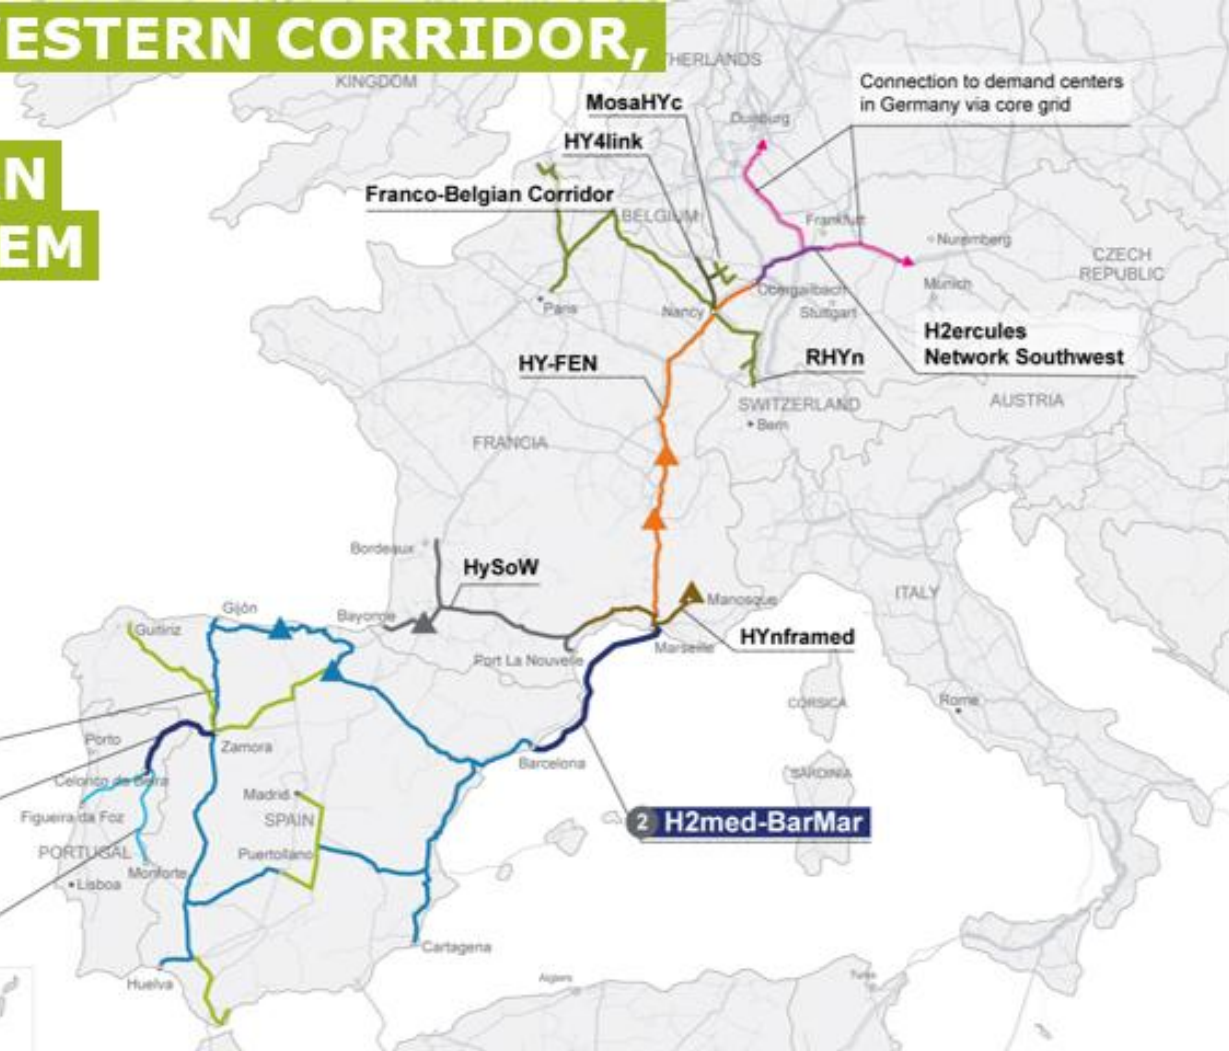 ESTERN CORRIDOR,
N
EM
KINGDOM
THERLANDS
MosaHYc
Connection to demand centers
in Germany via core grid
Duisburg
HY4link
Franco-Belgian Corridor
BELGIUM
Frankfurt
Nuremberg
CZECH
REPUBLIC
Obergailbach
Munich
Paris
Nancy
Stuttgart
H2ercules
Network Southwest
HY-FEN
RHYn
SWITZERLAND
AUSTRIA
Bern
FRANCIA
Bordeaux
HySoW
ITALY
Gijón
Bayonne
Manosque
Guitiriz
HYnframed
Marseille
Port La Nouvelle
CORSICA
Rome
Porto
Zamora
Barcelona
SARDINIA
Celorico da Beira
Madrid
Figueira da Foz
SPAIN
2 H2med-BarMar
PORTUGAL
Puertollano
Monforte
Lisboa
Cartagena
Huelva
Algiers
Tunis